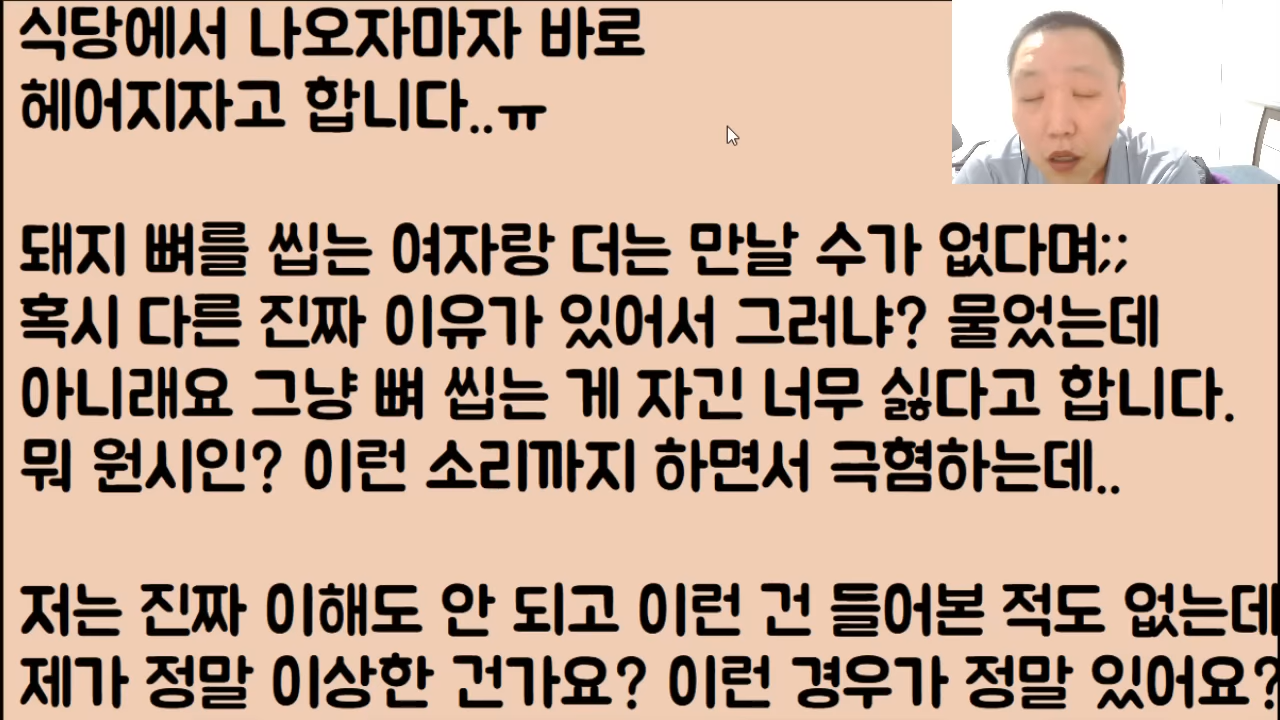 식당에서 나오자마자 바로
헤어지자고 합니다..ㅠ
돼지 뼈를 씹는 여자랑 더는 만날 수가 없다며;;
혹시 다른 진짜 이유가 있어서 그러냐? 물었는데
아니래요 그냥 뼈 씹는 게 자긴 너무 싫다고 합니다.
뭐 원시인? 이런 소리까지 하면서 극혐하는데..
저는 진짜 이해도 안 되고 이런 건 들어본 적도 없는데
제가 정말 이상한 건가요? 이런 경우가 정말 있어요?